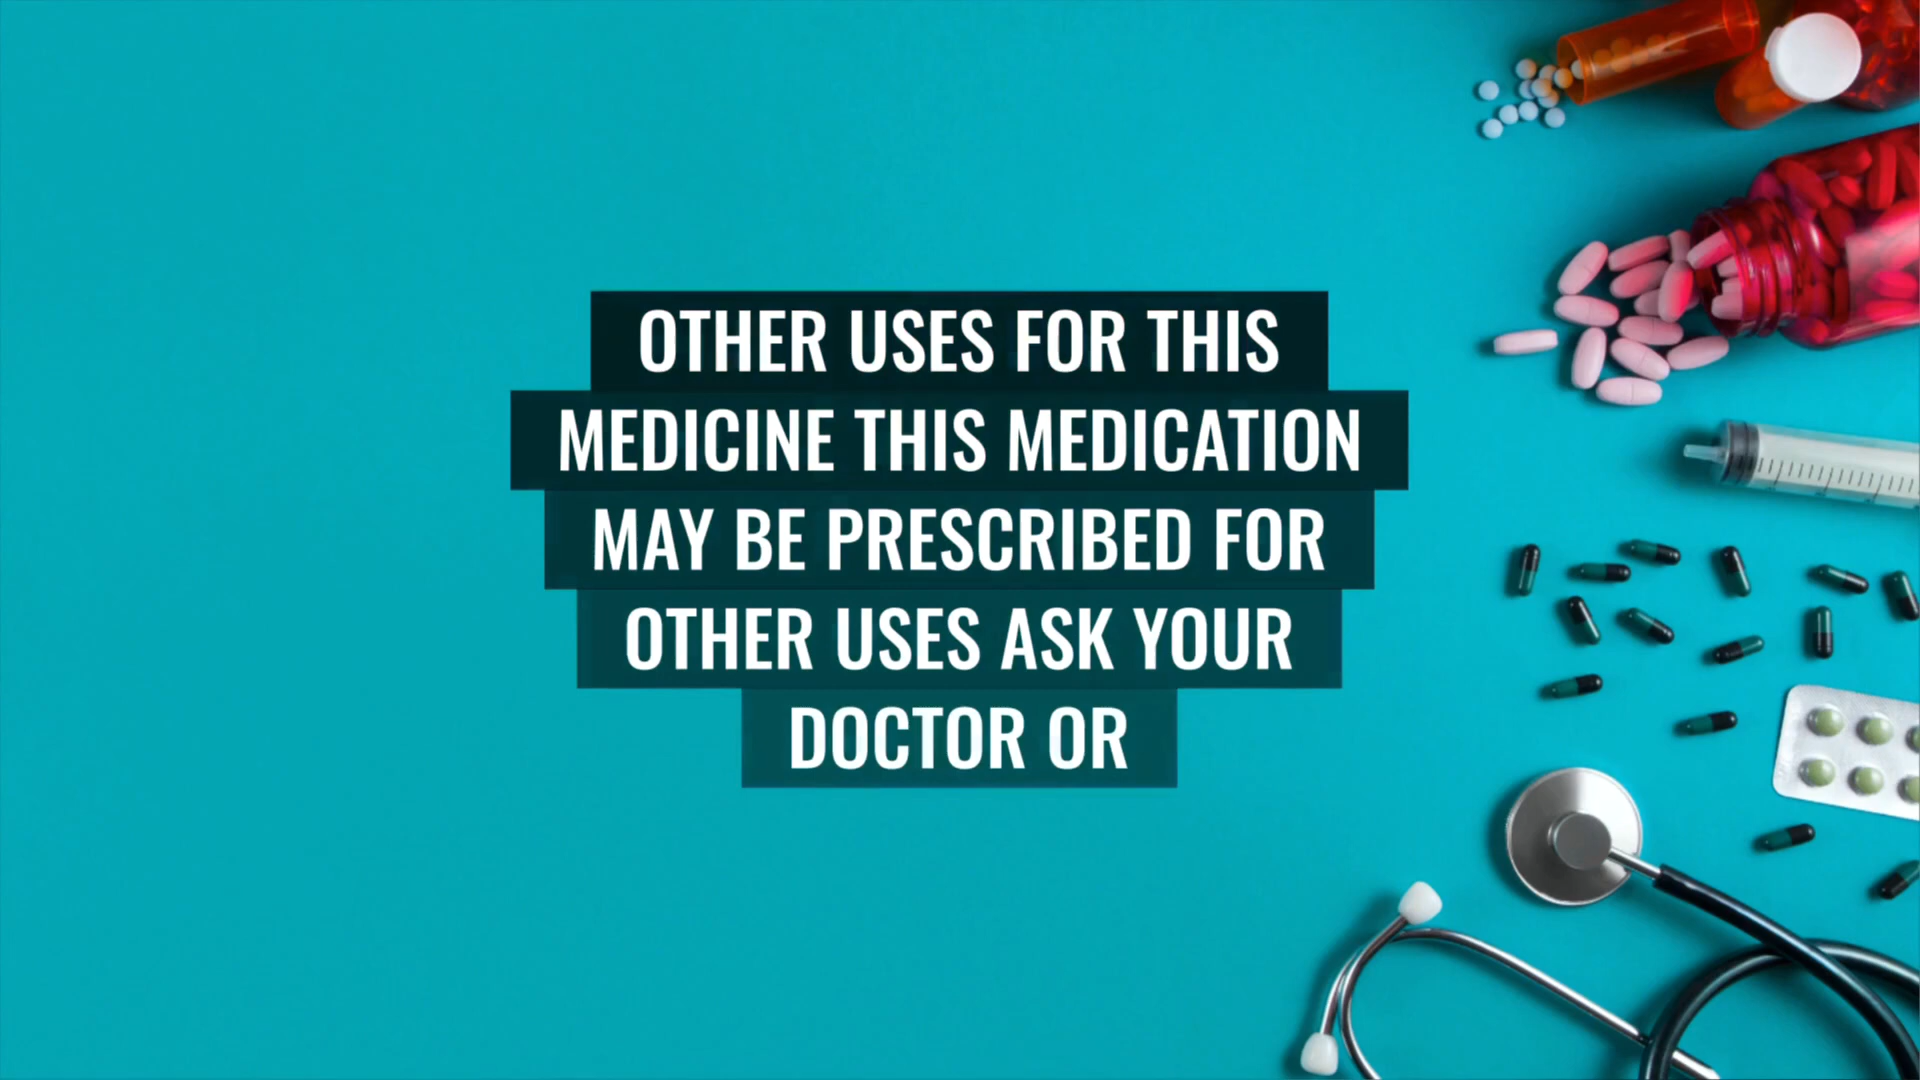 OTHER USES FOR THIS
MEDICINE THIS MEDICATION
MAY BE PRESCRIBED FOR
OTHER USES ASK YOUR
DOCTOR OR